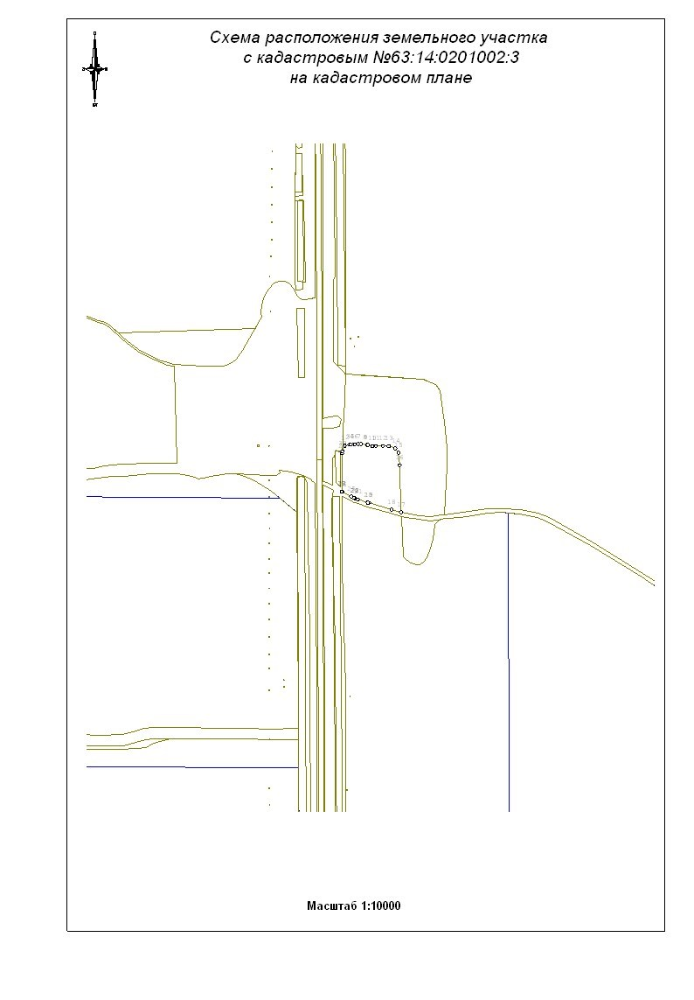 Схема расположения земельного участка
с кадастровым №63:14:0201002:3
на кадастровом плане
Масштаб 1:10000